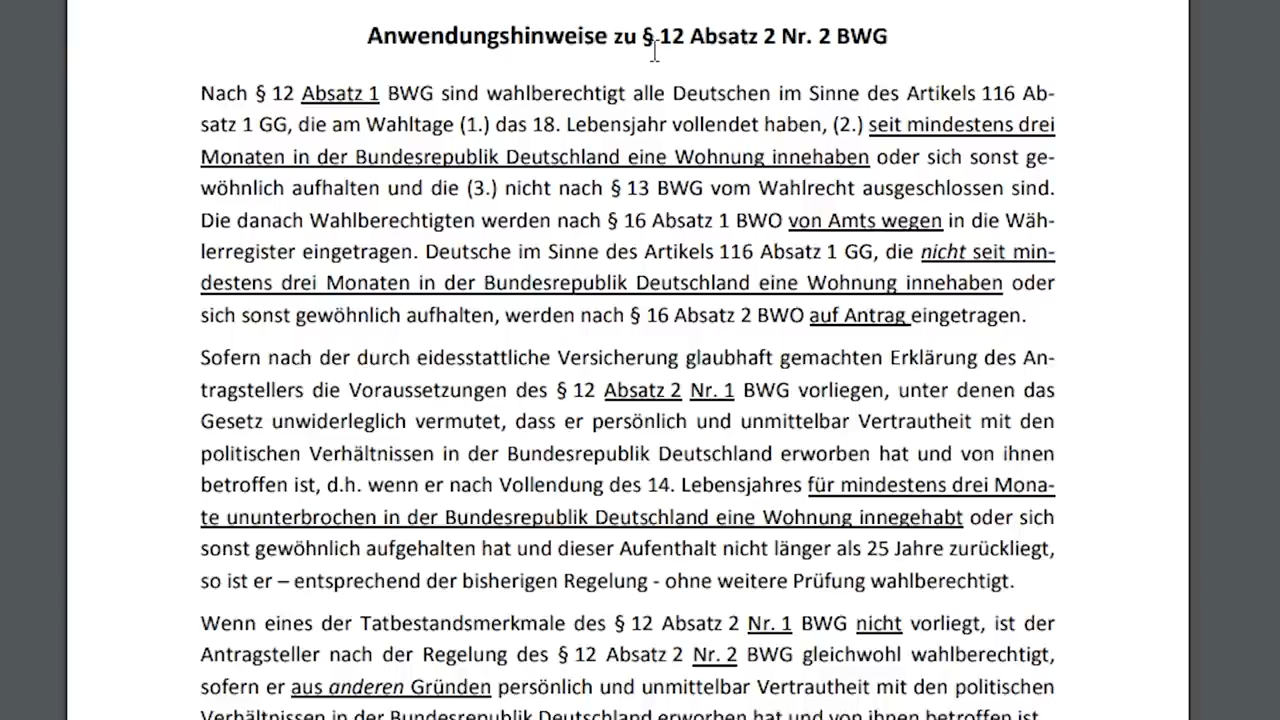 Anwendungshinweise zu § 12 Absatz 2 Nr. 2 BWG
Nach § 12 Absatz 1 BWG sind wahlberechtigt alle Deutschen im Sinne des Artikels 116 Ab-
satz 1 GG, die am Wahltage (1.) das 18. Lebensjahr vollendet haben, (2.) seit mindestens drei
Monaten in der Bundesrepublik Deutschland eine Wohnung innehaben oder sich sonst ge-
wöhnlich aufhalten und die (3.) nicht nach § 13 BWG vom Wahlrecht ausgeschlossen sind.
Die danach Wahlberechtigten werden nach § 16 Absatz 1 BWO von Amts wegen in die Wäh-
lerregister eingetragen. Deutsche im Sinne des Artikels 116 Absatz 1 GG, die nicht seit min-
destens drei Monaten in der Bundesrepublik Deutschland eine Wohnung innehaben oder
sich sonst gewöhnlich aufhalten, werden nach § 16 Absatz 2 BWO auf Antrag eingetragen.
Sofern nach der durch eidesstattliche Versicherung glaubhaft gemachten Erklärung des An-
tragstellers die Voraussetzungen des § 12 Absatz 2 Nr. 1 BWG vorliegen, unter denen das
Gesetz unwiderleglich vermutet, dass er persönlich und unmittelbar Vertrautheit mit den
politischen Verhältnissen in der Bundesrepublik Deutschland erworben hat und von ihnen
betroffen ist, d.h. wenn er nach Vollendung des 14. Lebensjahres für mindestens drei Mona-
te ununterbrochen in der Bundesrepublik Deutschland eine Wohnung innegehabt oder sich
sonst gewöhnlich aufgehalten hat und dieser Aufenthalt nicht länger als 25 Jahre zurückliegt,
so ist er – entsprechend der bisherigen Regelung - ohne weitere Prüfung wahlberechtigt.
Wenn eines der Tatbestandsmerkmale des § 12 Absatz 2 Nr. 1 BWG nicht vorliegt, ist der
Antragsteller nach der Regelung des § 12 Absatz 2 Nr. 2 BWG gleichwohl wahlberechtigt,
sofern er aus anderen Gründen persönlich und unmittelbar Vertrautheit mit den politischen
Verhältnissen in der Bundesrepublik Deutschland erworben hat und von ihnen betroffen ist